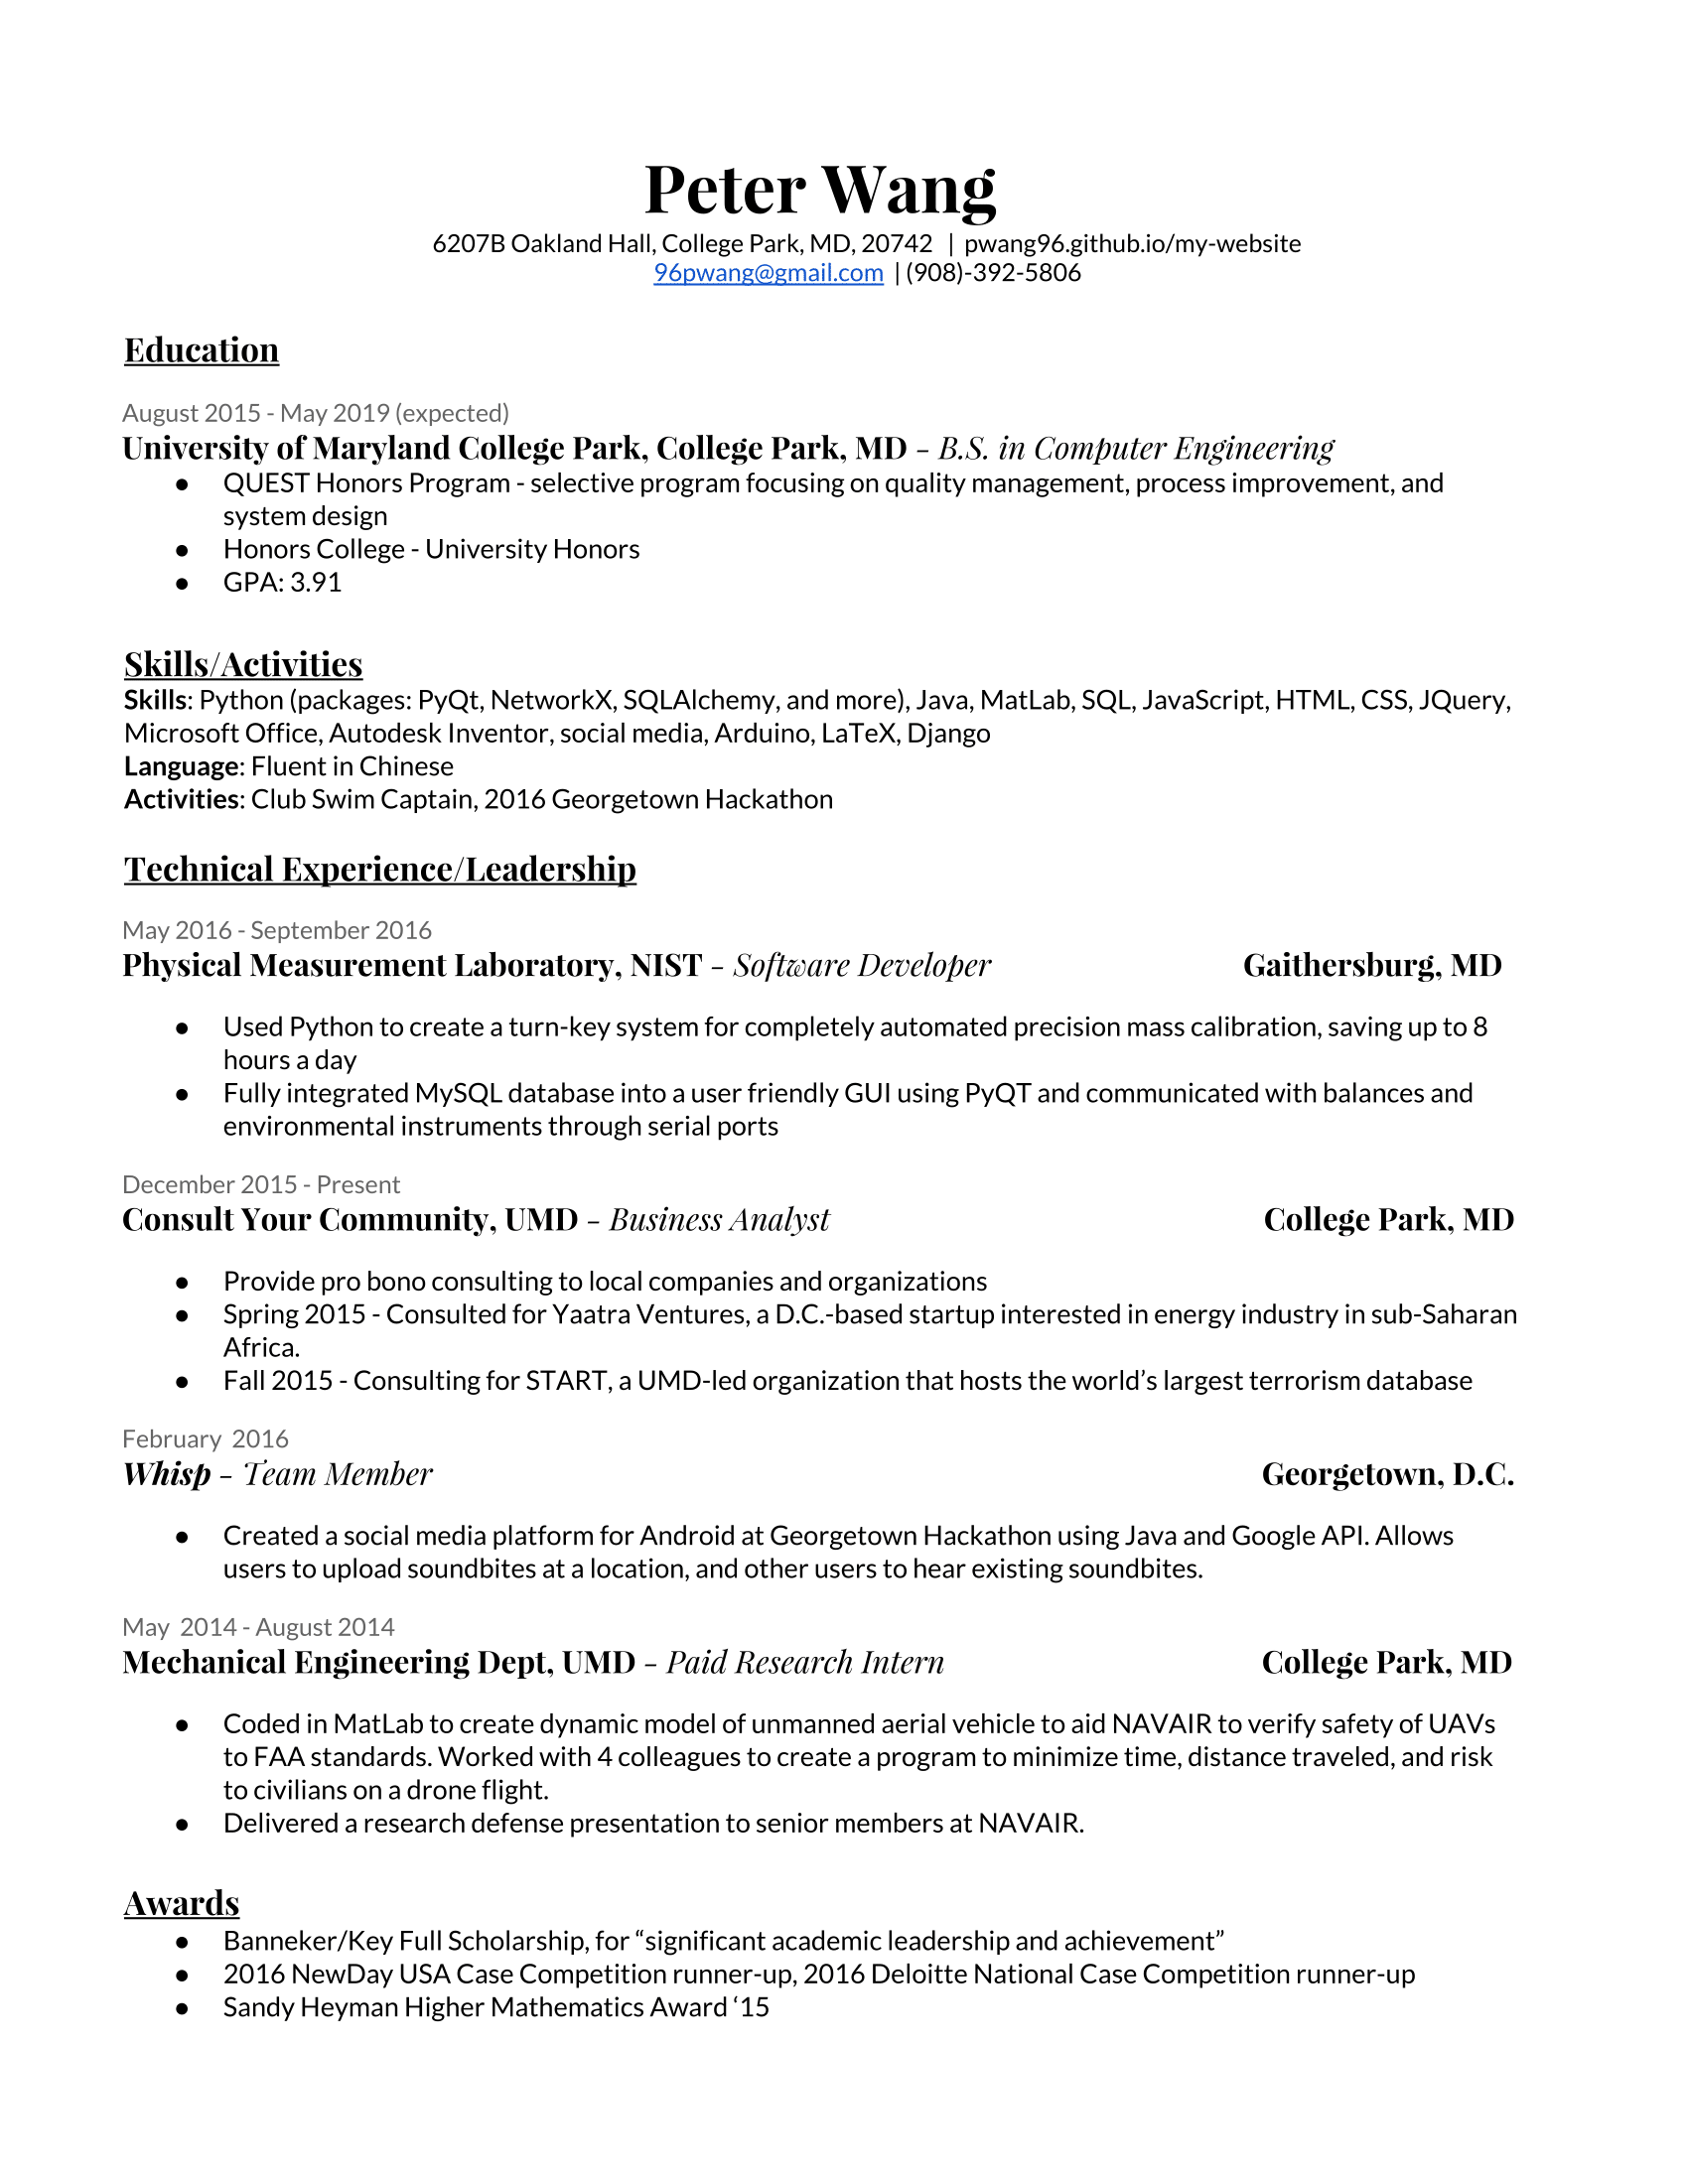 Peter Wang
6207B Oakland Hall, College Park, MD, 20742 | pwang96.github.io/my-website
96pwang@gmail.com | (908)-392-5806
Education
August 2015 - May 2019 (expected)
University of Maryland College Park, College Park, MD - B.S. in Computer Engineering
● QUEST Honors Program - selective program focusing on quality management, process improvement, and
system design
● Honors College - University Honors
● GPA: 3.91
Skills/Activities
Skills: Python (packages: PyQt, NetworkX, SQLAlchemy, and more), Java, MatLab, SQL, JavaScript, HTML, CSS, JQuery,
Microsoft Office, Autodesk Inventor, social media, Arduino, LaTeX, Django
Language: Fluent in Chinese
Activities: Club Swim Captain, 2016 Georgetown Hackathon
Technical Experience/Leadership
May 2016 - September 2016
Physical Measurement Laboratory, NIST - Software Developer Gaithersburg, MD
● Used Python to create a turn-key system for completely automated precision mass calibration, saving up to 8
hours a day
● Fully integrated MySQL database into a user friendly GUI using PyQT and communicated with balances and
environmental instruments through serial ports
December 2015 - Present
Consult Your Community, UMD - Business Analyst College Park, MD
● Provide pro bono consulting to local companies and organizations
● Spring 2015 - Consulted for Yaatra Ventures, a D.C.-based startup interested in energy industry in sub-Saharan
Africa.
● Fall 2015 - Consulting for START, a UMD-led organization that hosts the world’s largest terrorism database
February 2016
Whisp - Team Member Georgetown, D.C.
● Created a social media platform for Android at Georgetown Hackathon using Java and Google API. Allows
users to upload soundbites at a location, and other users to hear existing soundbites.
May 2014 - August 2014
Mechanical Engineering Dept, UMD - Paid Research Intern College Park, MD
● Coded in MatLab to create dynamic model of unmanned aerial vehicle to aid NAVAIR to verify safety of UAVs
to FAA standards. Worked with 4 colleagues to create a program to minimize time, distance traveled, and risk
to civilians on a drone flight.
● Delivered a research defense presentation to senior members at NAVAIR.
Awards
● Banneker/Key Full Scholarship, for “significant academic leadership and achievement”
● 2016 NewDay USA Case Competition runner-up, 2016 Deloitte National Case Competition runner-up
● Sandy Heyman Higher Mathematics Award ‘15